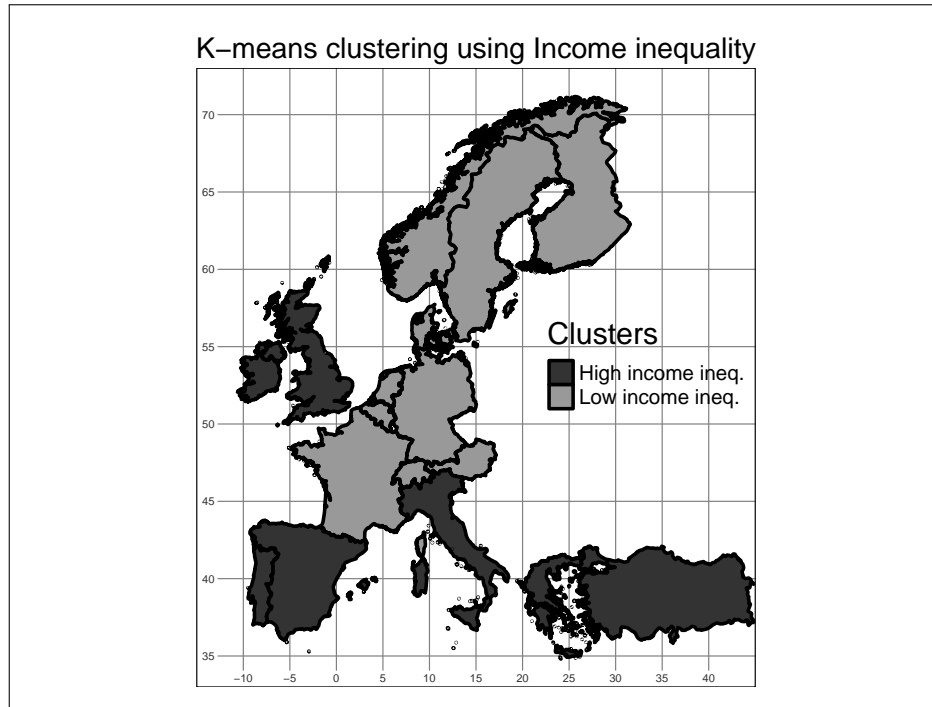 K−means clustering using Income inequality
70
65
60
55
50
45
40
35
Clusters
High income ineq.
Low income ineq.
−10 −5 0 5 10 15 20 25 30 35 40